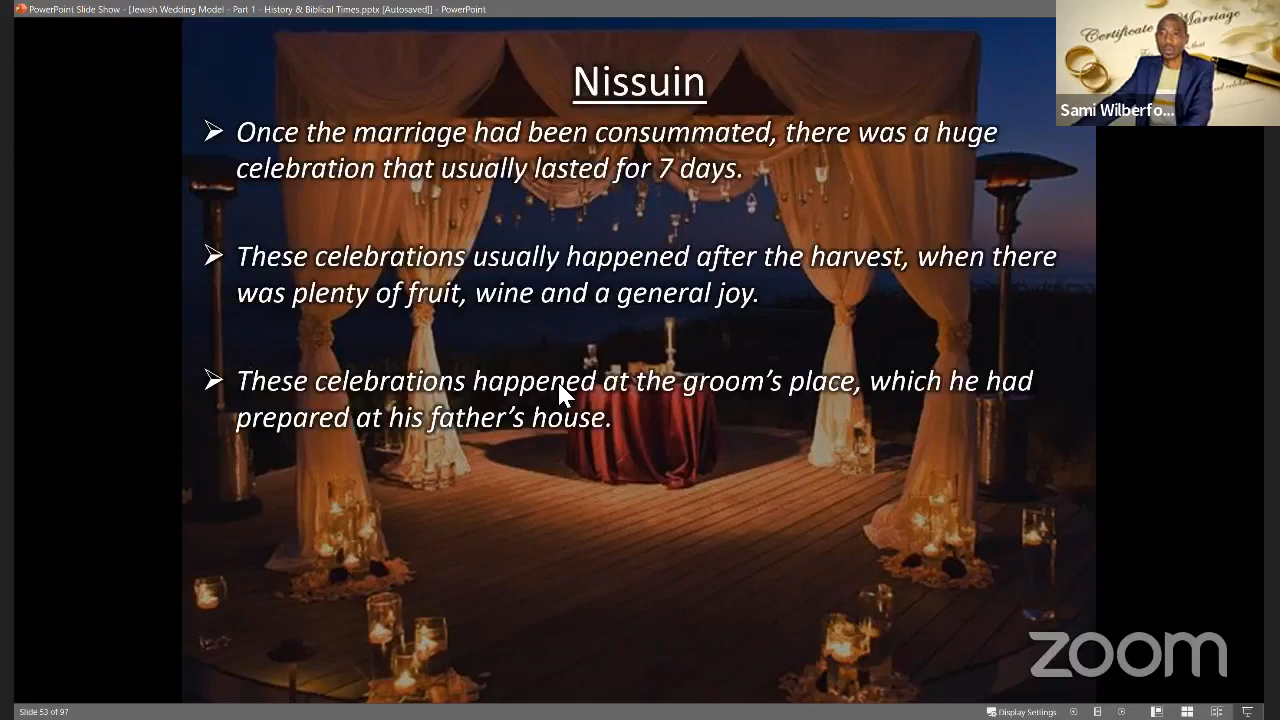 PowerPoint Slide Show - [Jewish Wedding Model - Part 1 - History & Biblical Times.pptx [Autosaved]] - PowerPoint
Certificate Marriage
Sami Wilberfo...
Nissuin
➢ Once the marriage had been consummated, there was a huge
celebration that usually lasted for 7 days.
➢ These celebrations usually happened after the harvest, when there
was plenty of fruit, wine and a general joy.
➢ These celebrations happened at the groom's place, which he had
prepared at his father's house.
zoom
Slide 53 of 97
Display Settings